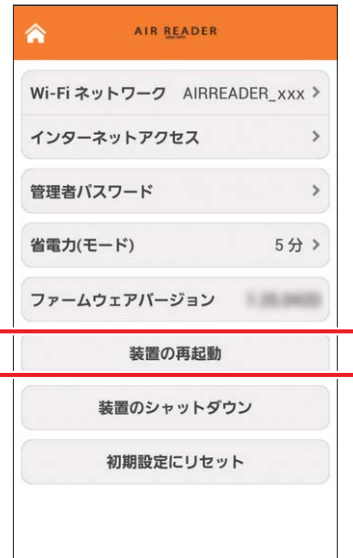 AIR READER
Wi-Fi ネットワーク AIRREADER_xxx >
インターネットアクセス >
管理者パスワード >
省電力(モード) 5 分 >
ファームウェアバージョン
装置の再起動
装置のシャットダウン
初期設定にリセット